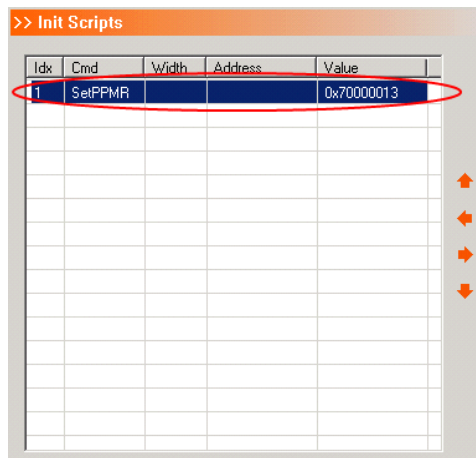 >> Init Scripts
Idx Cmd Width Address Value
1 SetPPMR 0x70000013